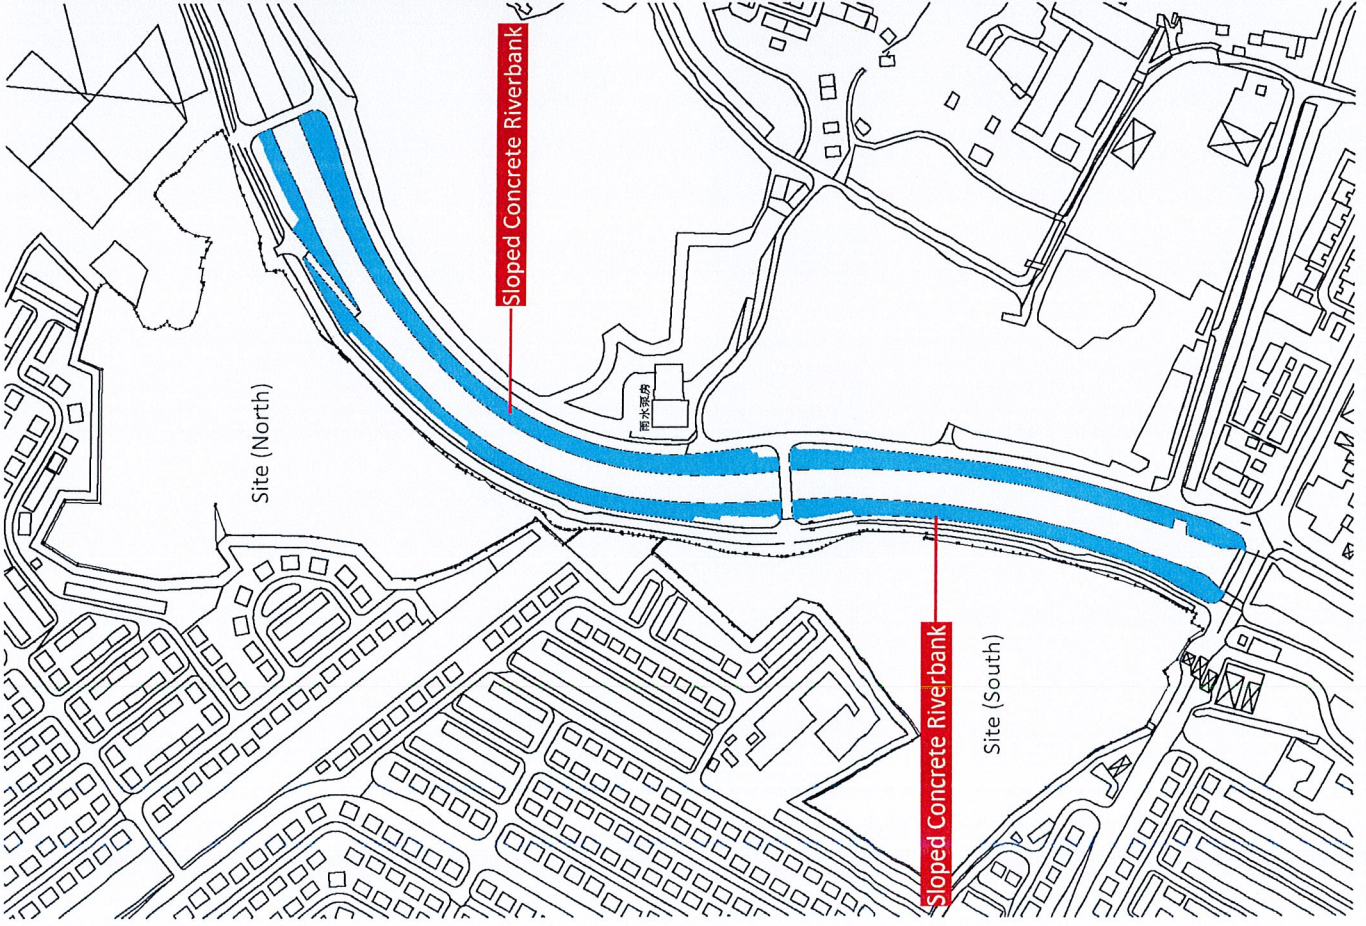 Sloped Concrete Riverbank
Site (North)
雨水泵房
Site (South)
Sloped Concrete Riverbank